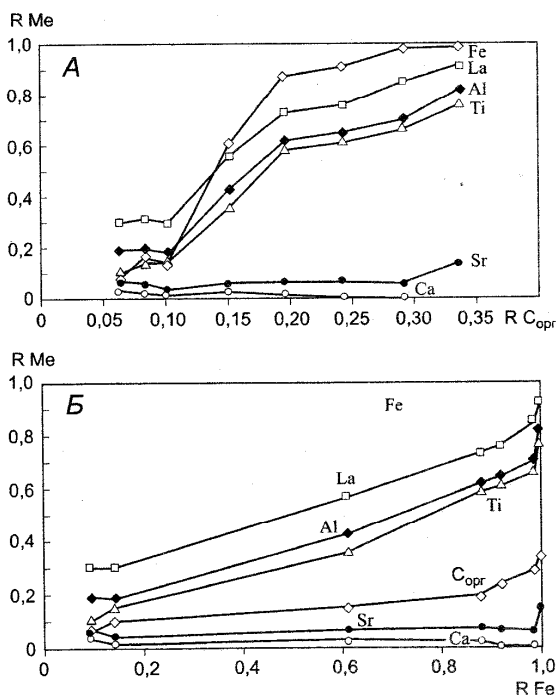 R Me
1,0
А
Fe
La
0,8
Al
Ti
0,6
0,4
0,2
Sr
Ca
0
0 0,05 0,10 0,15 0,20 0,25 0,30 0,35
R Cорг
R Me
1,0
Б
Fe
0,8
La
0,6
Al
Ti
0,4
Cорг
0,2
Sr
Ca
0
0,2 0,4 0,6 0,8 1,0
R Fe